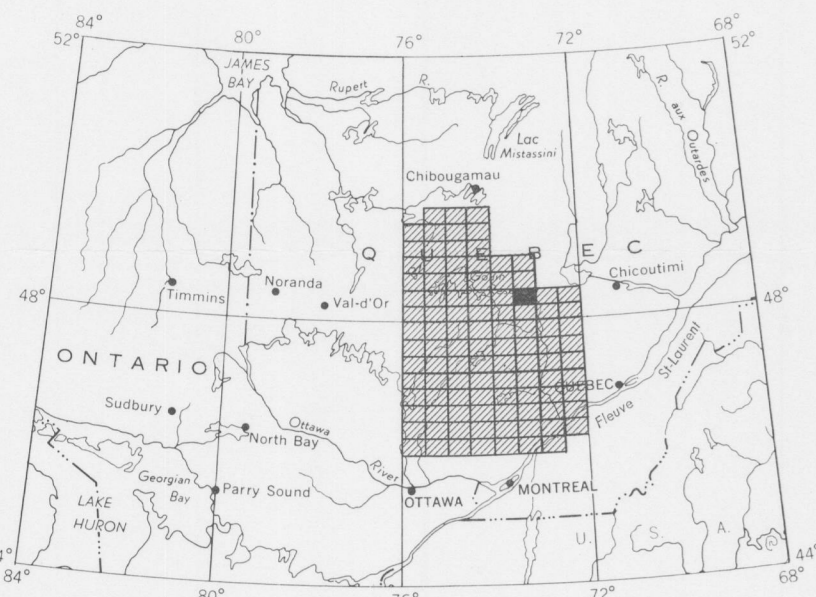 84°
80°
76°
72°
68°
52°
52°
JAMES
BAY
Rupert R.
Lac
Mistassini
R.
aux
Outardes
Chibougamau
QUEBEC
Chicoutimi
Noranda
Timmins
Val-d'Or
48°
48°
ONTARIO
QUEBEC
St-Laurent
Fleuve
Sudbury
North Bay
Ottawa
River
Georgian
Bay
Parry Sound
LAKE
HURON
OTTAWA
MONTREAL
U. S. A.
44°
84°
80°
76°
72°
68°